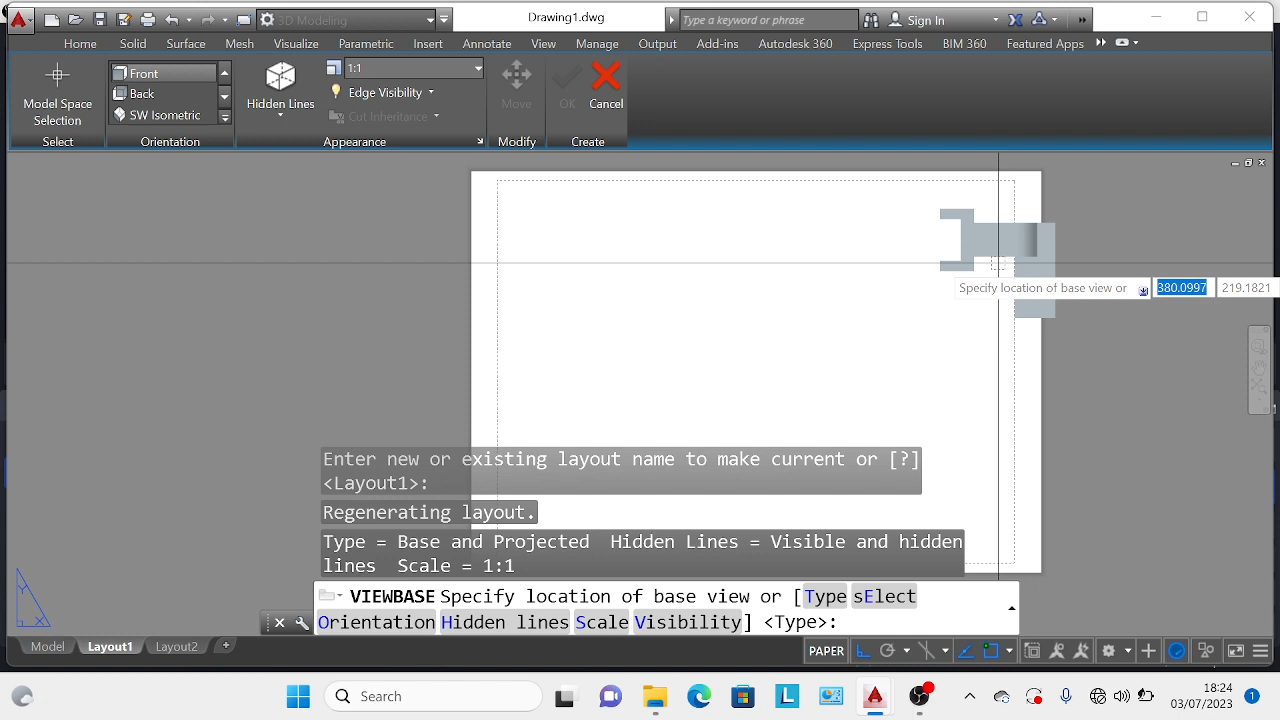 3D Modeling
Drawing1.dwg
Type a keyword or phrase
Sign In
Home Solid Surface Mesh Visualize Parametric Insert Annotate View Manage Output Add-ins Autodesk 360 Express Tools BIM 360 Featured Apps
Model Space
Selection
Front
Back
SW Isometric
Hidden Lines
1:1
Edge Visibility
Cut Inheritance
Move
OK
Cancel
Select
Orientation
Appearance
Modify
Create
Specify location of base view or
380.0997
219.1821
Enter new or existing layout name to make current or [?]
<Layout1>:
Regenerating layout.
Type = Base and Projected Hidden Lines = Visible and hidden
lines Scale = 1:1
VIEWBASE Specify location of base view or [Type sElect
Orientation Hidden lines Scale Visibility] <Type>:
Y
X
Model
Layout1
Layout2
+
PAPER
Search
L
18:24
03/07/2023
1